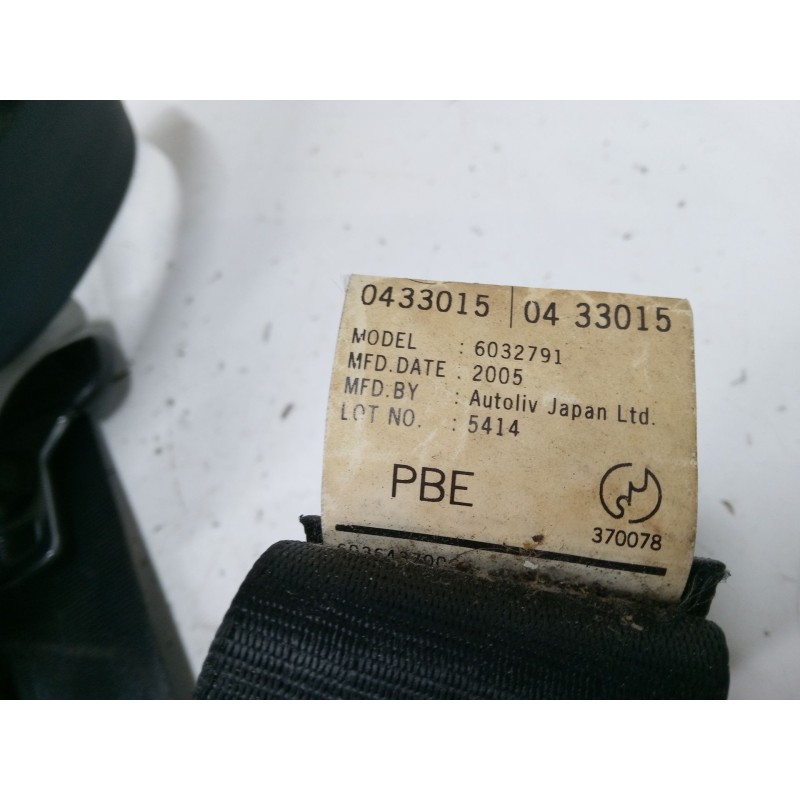 0433015 | 04 33015
MODEL : 6032791
MFD.DATE : 2005
MFD.BY : Autoliv Japan Ltd.
LOT NO. : 5414
PBE
370078